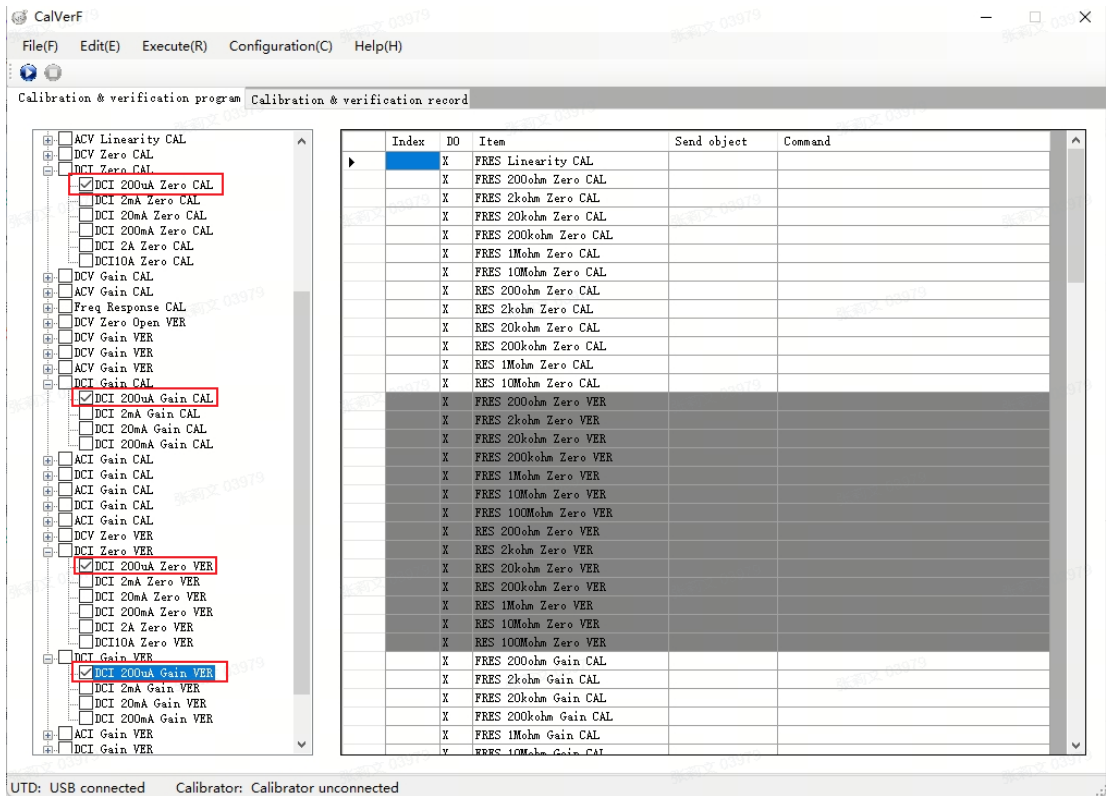 CalVerF
File(F) Edit(E) Execute(R) Configuration(C) Help(H)
Calibration & verification program Calibration & verification record
ACV Linearity CAL
DCV Zero CAL
DCI Zero CAL
DCI 200uA Zero CAL
DCI 2mA Zero CAL
DCI 20mA Zero CAL
DCI 200mA Zero CAL
DCI 2A Zero CAL
DCI10A Zero CAL
DCV Gain CAL
ACV Gain CAL
Freq Response CAL
DCV Zero Open VER
DCV Gain VER
DCV Gain VER
ACV Gain VER
DCI Gain CAL
DCI 200uA Gain CAL
DCI 2mA Gain CAL
DCI 20mA Gain CAL
DCI 200mA Gain CAL
ACI Gain CAL
DCI Gain CAL
ACI Gain CAL
DCI Gain CAL
ACI Gain CAL
DCV Zero VER
DCI Zero VER
DCI 200uA Zero VER
DCI 2mA Zero VER
DCI 20mA Zero VER
DCI 200mA Zero VER
DCI 2A Zero VER
DCI10A Zero VER
DCI Gain VER
DCI 200uA Gain VER
DCI 2mA Gain VER
DCI 20mA Gain VER
DCI 200mA Gain VER
ACI Gain VER
DCI Gain VER
Index DO Item Send object Command
X FRES Linearity CAL
X FRES 200ohm Zero CAL
X FRES 2kohm Zero CAL
X FRES 20kohm Zero CAL
X FRES 200kohm Zero CAL
X FRES 1Mohm Zero CAL
X FRES 10Mohm Zero CAL
X RES 200ohm Zero CAL
X RES 2kohm Zero CAL
X RES 20kohm Zero CAL
X RES 200kohm Zero CAL
X RES 1Mohm Zero CAL
X RES 10Mohm Zero CAL
X FRES 200ohm Zero VER
X FRES 2kohm Zero VER
X FRES 20kohm Zero VER
X FRES 200kohm Zero VER
X FRES 1Mohm Zero VER
X FRES 10Mohm Zero VER
X FRES 100Mohm Zero VER
X RES 200ohm Zero VER
X RES 2kohm Zero VER
X RES 20kohm Zero VER
X RES 200kohm Zero VER
X RES 1Mohm Zero VER
X RES 10Mohm Zero VER
X RES 100Mohm Zero VER
X FRES 200ohm Gain CAL
X FRES 2kohm Gain CAL
X FRES 20kohm Gain CAL
X FRES 200kohm Gain CAL
X FRES 1Mohm Gain CAL
X FRES 10Mohm Gain CAL
UTD: USB connected Calibrator: Calibrator unconnected